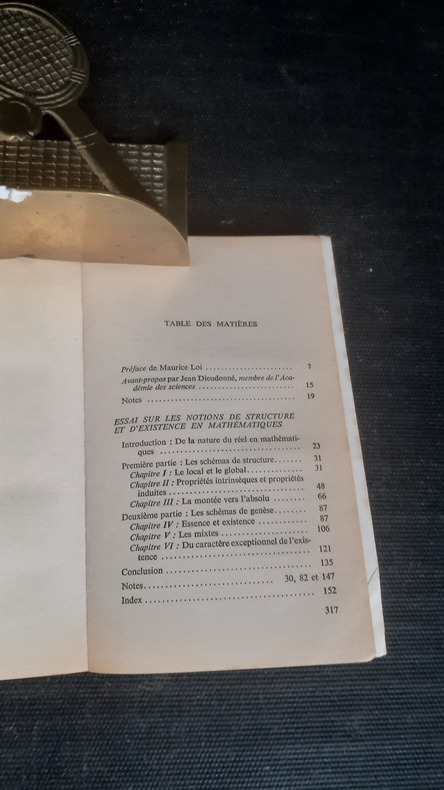 TABLE DES MATIÈRES
Préface de Maurice Loi ...................... 7
Avant-propos par Jean Dieudonné, membre de l'Aca-
démie des sciences ........................ 15
Notes ..................................... 19
ESSAI SUR LES NOTIONS DE STRUCTURE
ET D'EXISTENCE EN MATHÉMATIQUES
Introduction : De la nature du réel en mathémati-
ques .................................. 23
Première partie : Les schémas de structure....... 31
Chapitre I : Le local et le global.............. 31
Chapitre II : Propriétés intrinsèques et propriétés
induites .................................. 48
Chapitre III : La montée vers l'absolu ....... 66
Deuxième partie : Les schémas de genèse........ 87
Chapitre IV : Essence et existence ............ 87
Chapitre V : Les mixtes ..................... 106
Chapitre VI : Du caractère exceptionnel de l'exis-
tence ..................................... 121
Conclusion .................................... 135
Notes................................ 30, 82 et 147
Index ......................................... 152
317